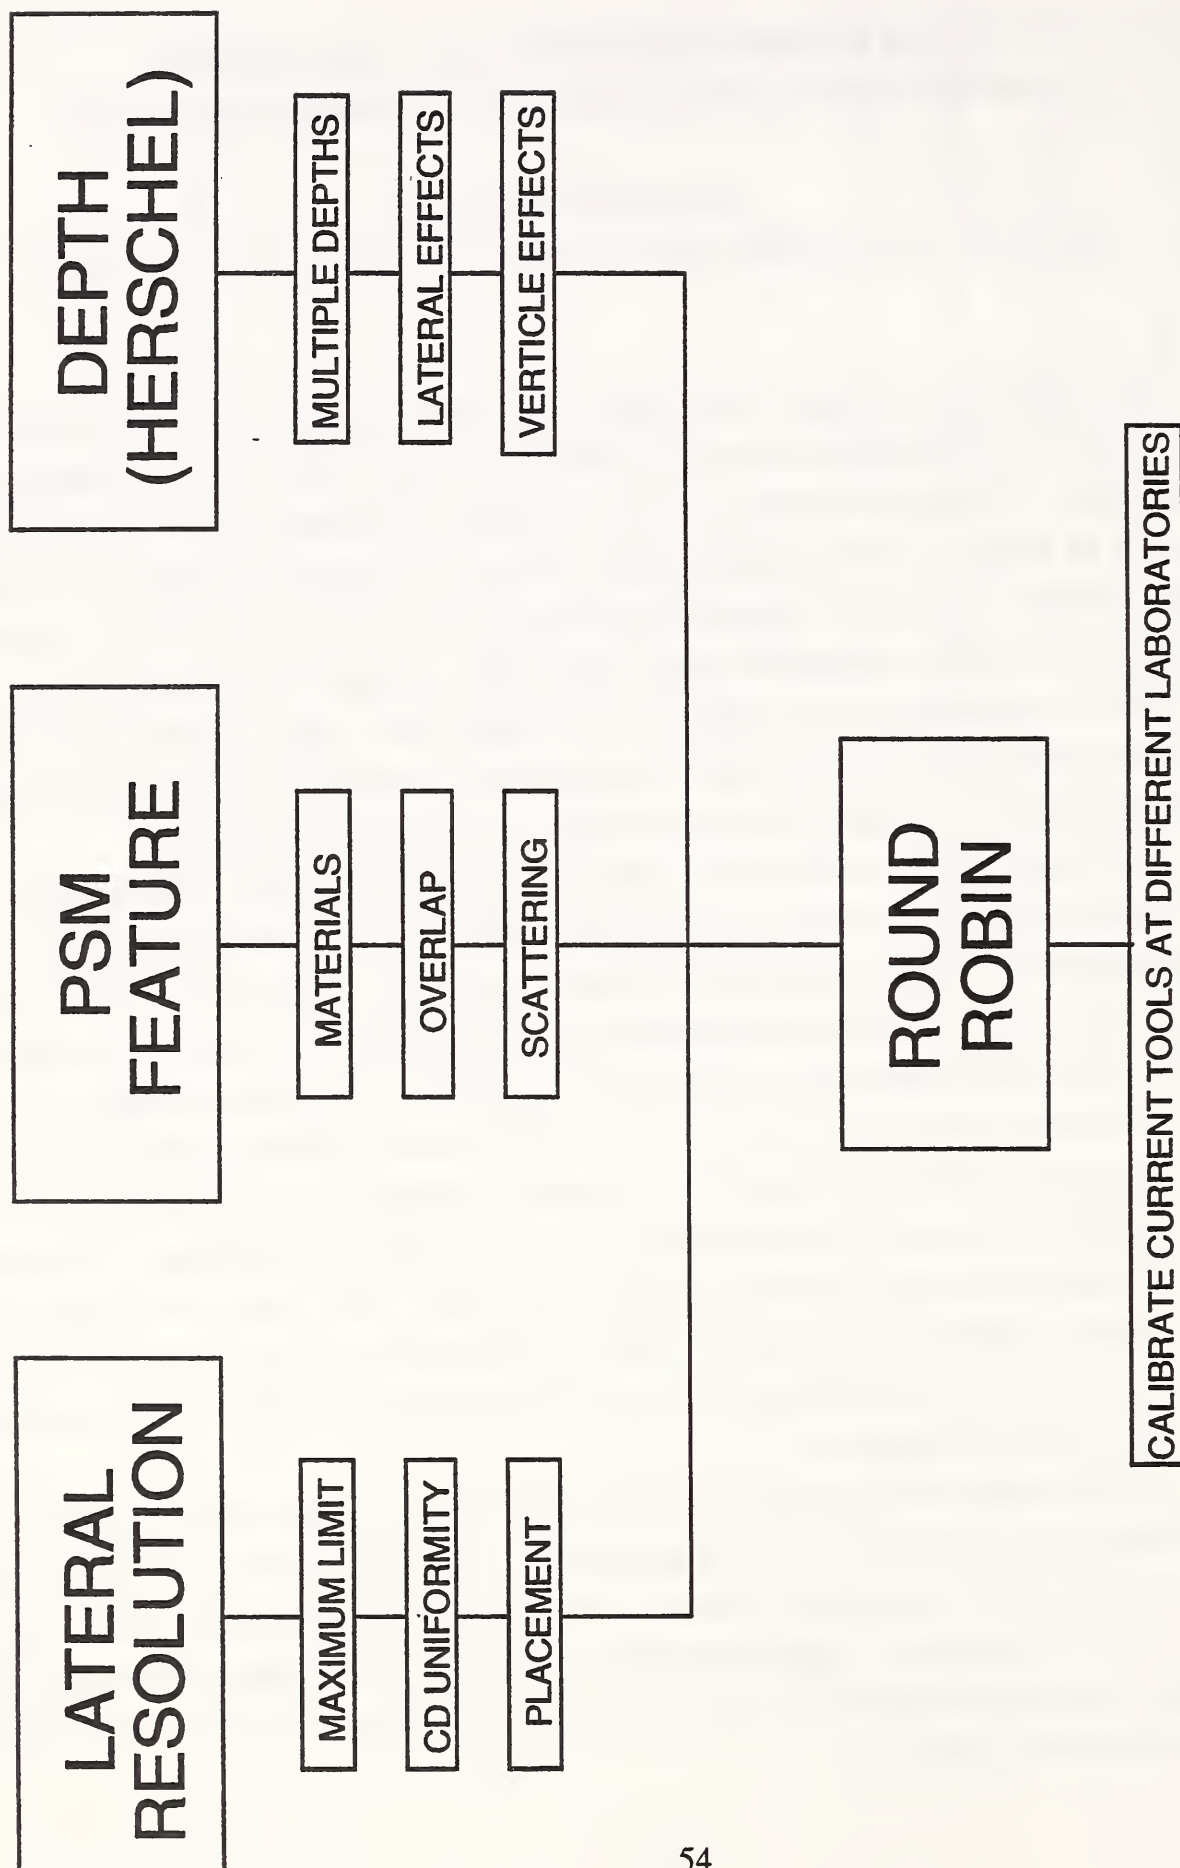 LATERAL
RESOLUTION
MAXIMUM LIMIT
CD UNIFORMITY
PLACEMENT
PSM
FEATURE
MATERIALS
OVERLAP
SCATTERING
DEPTH
(HERSCHEL)
MULTIPLE DEPTHS
LATERAL EFFECTS
VERTICLE EFFECTS
ROUND
ROBIN
CALIBRATE CURRENT TOOLS AT DIFFERENT LABORATORIES
54